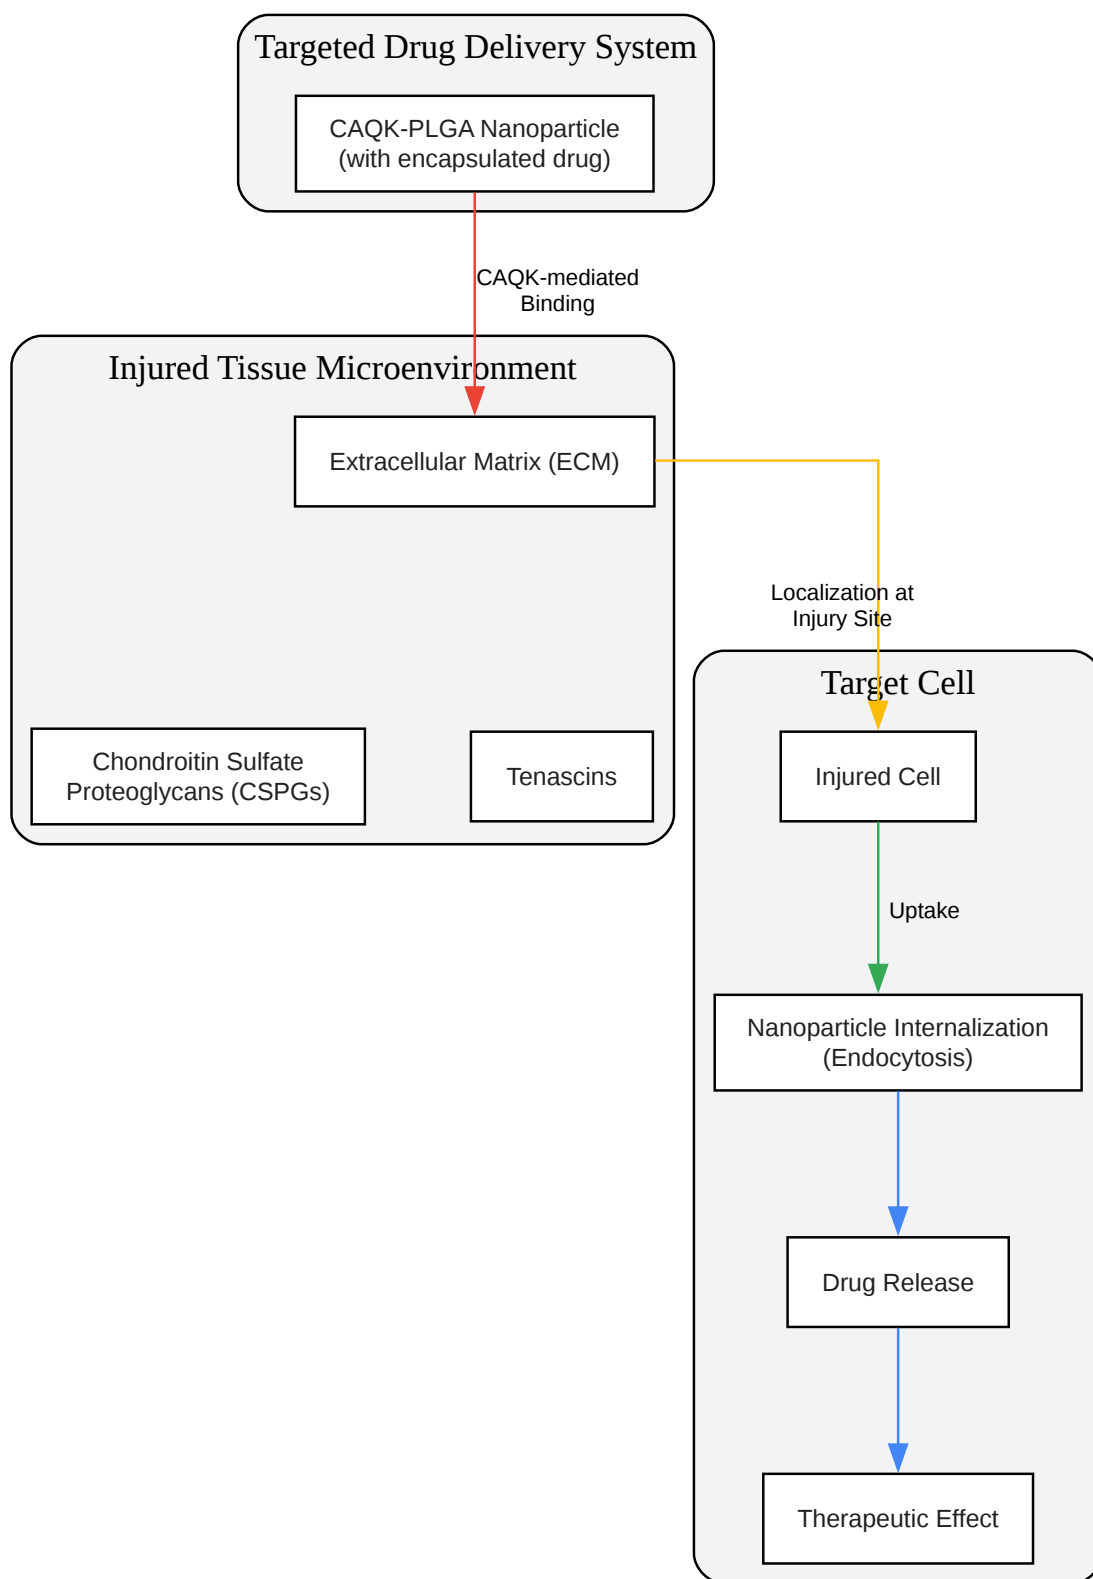 Targeted Drug Delivery System
CAQK-PLGA Nanoparticle
(with encapsulated drug)
CAQK-mediated
Binding
Injured Tissue Microenvironment
Extracellular Matrix (ECM)
Localization at
Injury Site
Target Cell
Chondroitin Sulfate
Proteoglycans (CSPGs)
Tenascins
Injured Cell
Uptake
Nanoparticle Internalization
(Endocytosis)
Drug Release
Therapeutic Effect